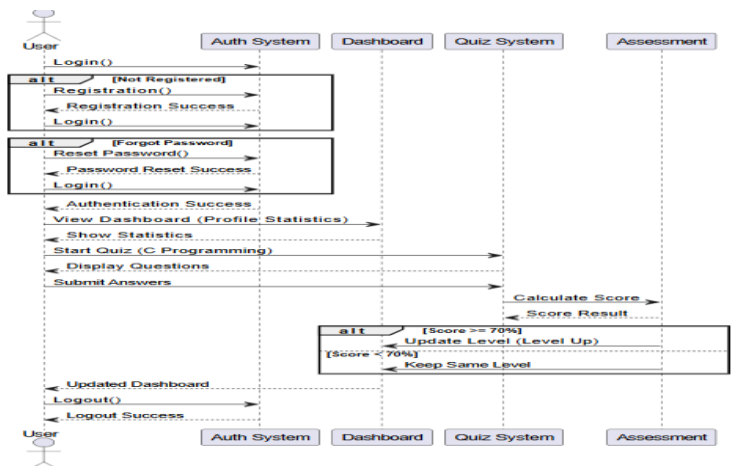 User Auth System Dashboard Quiz System Assessment
Login()
alt [Not Registered]
Registration()
Registration Success
Login()
alt [Forgot Password]
Reset Password()
Password Reset Success
Login()
Authentication Success
View Dashboard (Profile Statistics)
Show Statistics
Start Quiz (C Programming)
Display Questions
Submit Answers
Calculate Score
Score Result
alt [Score >= 70%]
Update Level (Level Up)
[Score < 70%]
Keep Same Level
Updated Dashboard
Logout()
Logout Success
User Auth System Dashboard Quiz System Assessment